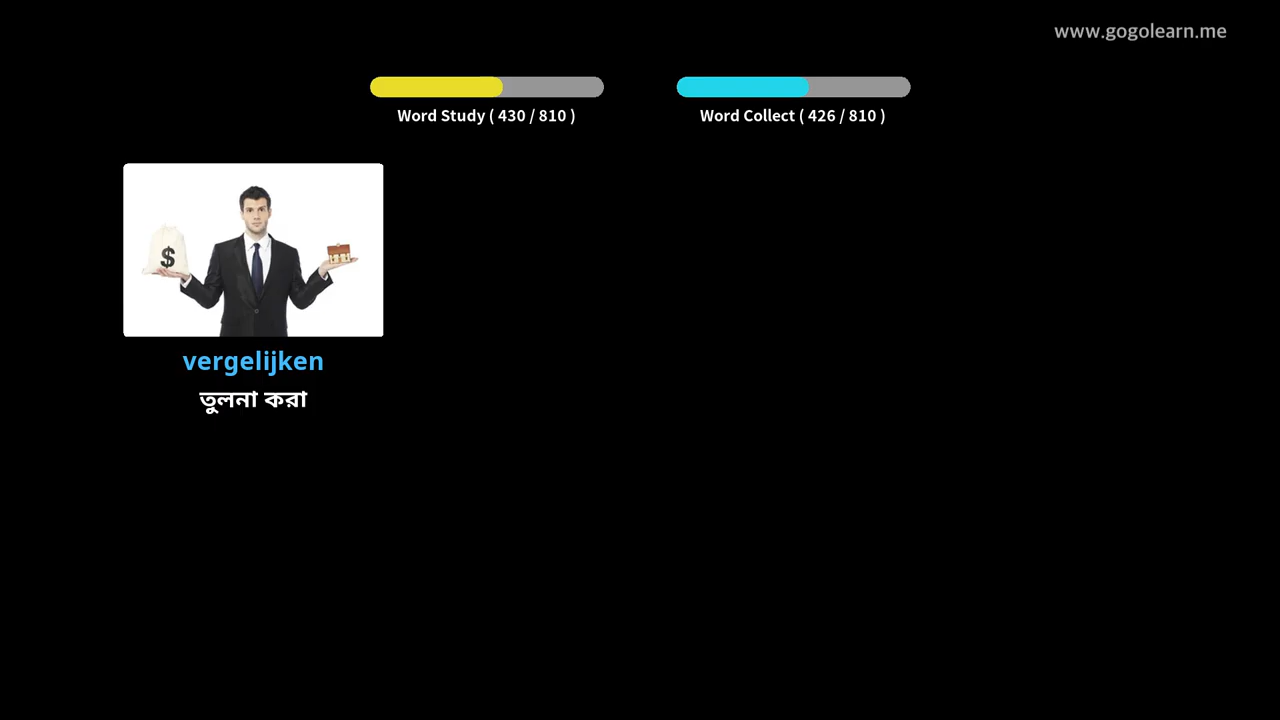 www.gogolearn.me
Word Study ( 430 / 810 )
Word Collect ( 426 / 810 )
$
vergelijken
তুলনা করা